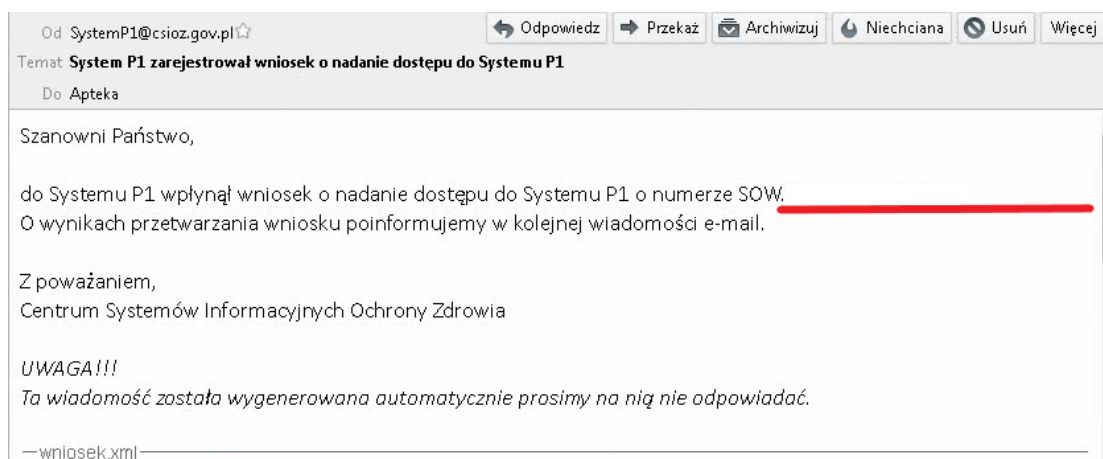 Od SystemP1@csioz.gov.pl
Odpowiedz Przekaż Archiwizuj Niechciana Usuń Więcej
Temat System P1 zarejestrował wniosek o nadanie dostępu do Systemu P1
Do Apteka
Szanowni Państwo,
do Systemu P1 wpłynął wniosek o nadanie dostępu do Systemu P1 o numerze SOW.
O wynikach przetwarzania wniosku poinformujemy w kolejnej wiadomości e-mail.
Z poważaniem,
Centrum Systemów Informacyjnych Ochrony Zdrowia
UWAGA!!!
Ta wiadomość została wygenerowana automatycznie prosimy na nią nie odpowiadać.
wniosek.xml